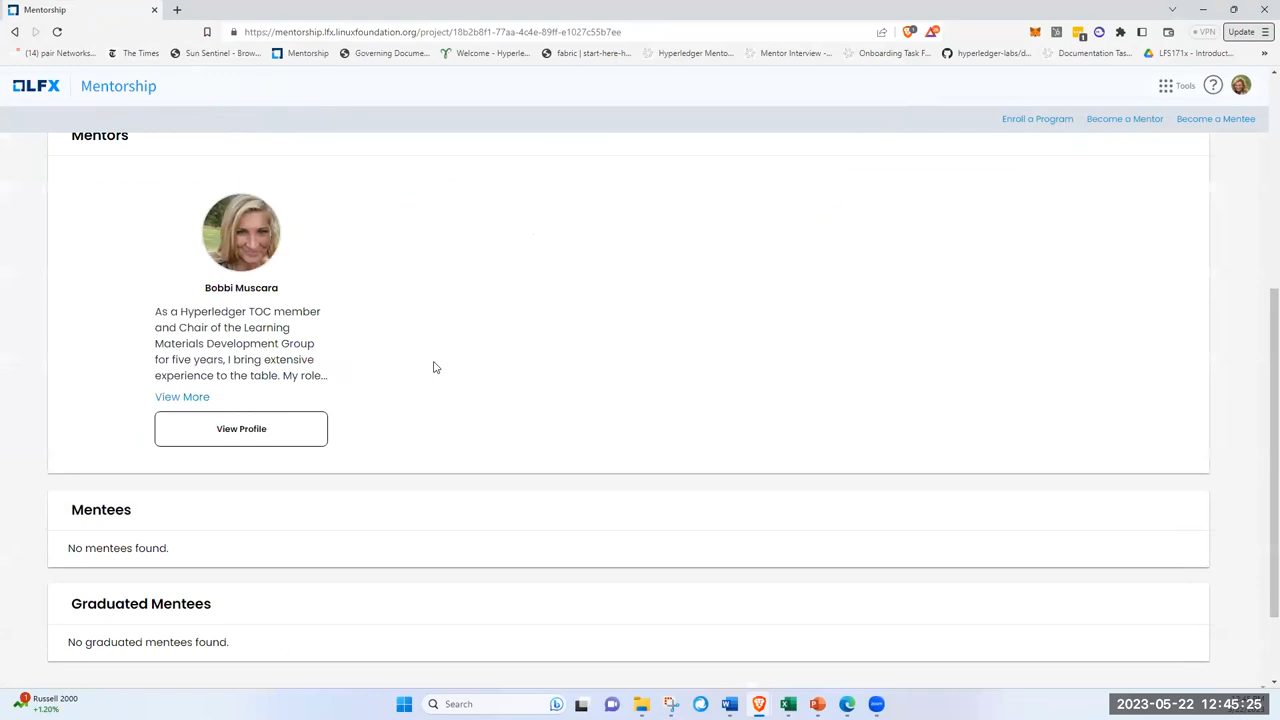 Mentorship
https://mentorship.lfx.linuxfoundation.org/project/18b2b8f1-77aa-4c4e-89ff-e1027c55b7ee
VPN
Update
(14) pair Networks...
The Times
Sun Sentinel - Brow...
Mentorship
Governing Docume...
Welcome - Hyperle...
fabric | start-here-h...
Hyperledger Mento...
Mentor Interview -...
Onboarding Task F...
hyperledger-labs/d...
Documentation Tas...
LFS171x - Introduct...
LFX
Mentorship
Tools
Enroll a Program
Become a Mentor
Become a Mentee
Mentors
Bobbi Muscara
As a Hyperledger TOC member
and Chair of the Learning
Materials Development Group
for five years, I bring extensive
experience to the table. My role...
View More
View Profile
Mentees
No mentees found.
Graduated Mentees
No graduated mentees found.
1
Russell 2000
+1.20%
Search
2023-05-22 12:45:25